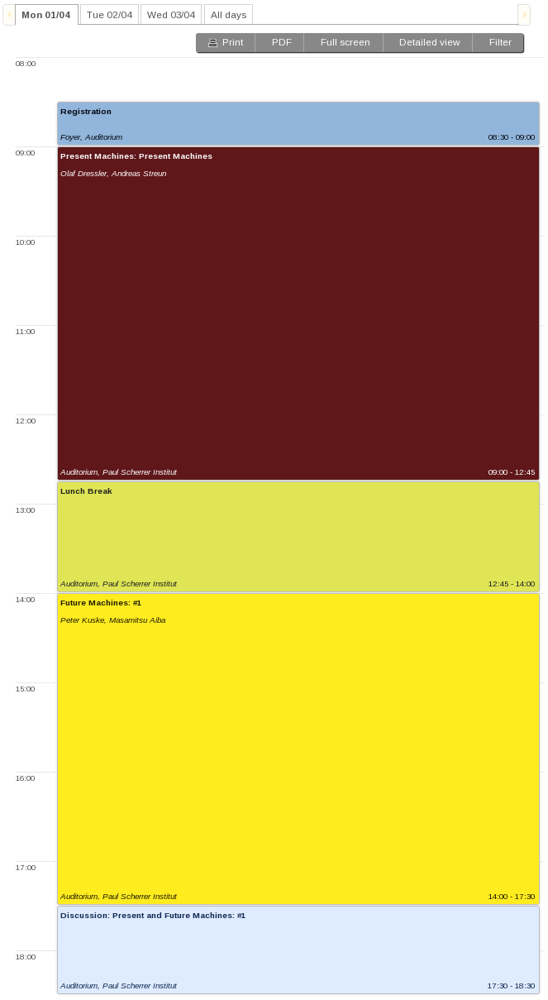 ‹ Mon 01/04 Tue 02/04 Wed 03/04 All days ›
Print PDF Full screen Detailed view Filter
08:00
Registration
Foyer, Auditorium 08:30 - 09:00
09:00
Present Machines: Present Machines
Olaf Dressler, Andreas Streun
10:00
11:00
12:00
Auditorium, Paul Scherrer Institut 09:00 - 12:45
Lunch Break
13:00
Auditorium, Paul Scherrer Institut 12:45 - 14:00
14:00
Future Machines: #1
Peter Kuske, Masamitsu Aiba
15:00
16:00
17:00
Auditorium, Paul Scherrer Institut 14:00 - 17:30
Discussion: Present and Future Machines: #1
18:00
Auditorium, Paul Scherrer Institut 17:30 - 18:30